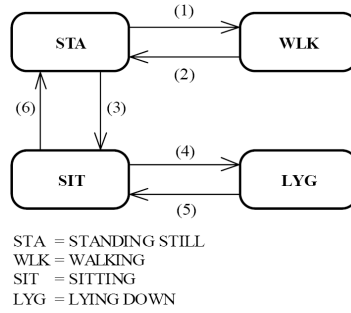 (1)
STA
WLK
(2)
(6)
(3)
(4)
SIT
LYG
(5)
STA = STANDING STILL
WLK = WALKING
SIT = SITTING
LYG = LYING DOWN